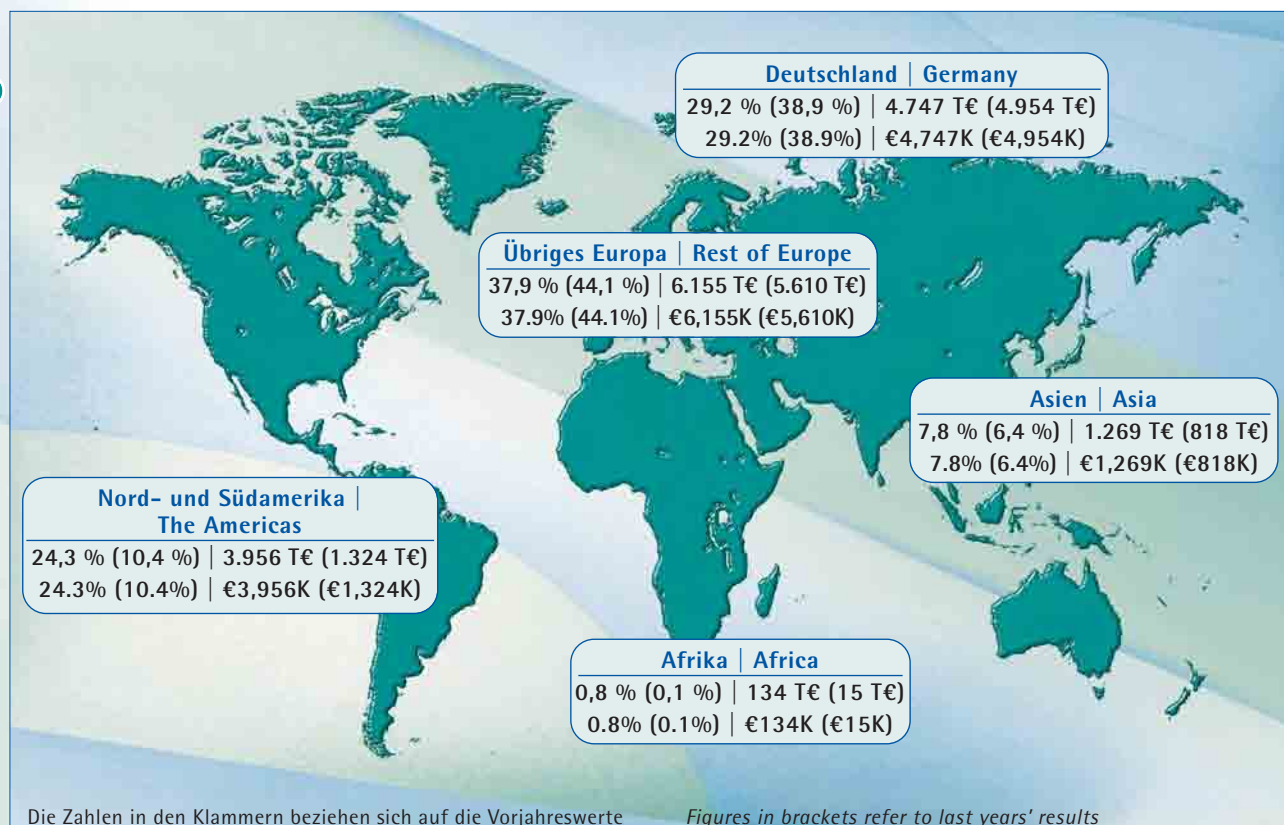 Deutschland | Germany
29,2 % (38,9 %) | 4.747 T€ (4.954 T€)
29.2% (38.9%) | €4,747K (€4,954K)
Übriges Europa | Rest of Europe
37,9 % (44,1 %) | 6.155 T€ (5.610 T€)
37.9% (44.1%) | €6,155K (€5,610K)
Asien | Asia
7,8 % (6,4 %) | 1.269 T€ (818 T€)
7.8% (6.4%) | €1,269K (€818K)
Nord- und Südamerika |
The Americas
24,3 % (10,4 %) | 3.956 T€ (1.324 T€)
24.3% (10.4%) | €3,956K (€1,324K)
Afrika | Africa
0,8 % (0,1 %) | 134 T€ (15 T€)
0.8% (0.1%) | €134K (€15K)
Die Zahlen in den Klammern beziehen sich auf die Vorjahreswerte
Figures in brackets refer to last years' results